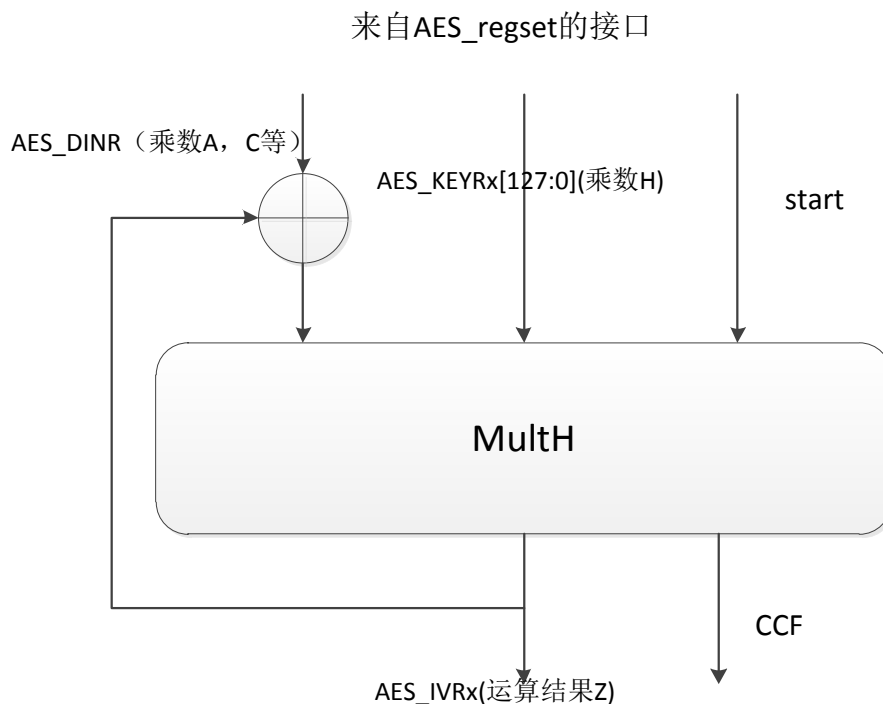 来自AES_regset的接口
AES_DINR（乘数A，C等）
AES_KEYRx[127:0](乘数H)
start
MultH
CCF
AES_IVRx(运算结果Z)